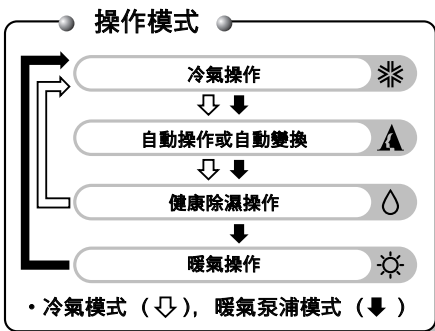 操作模式
冷氣操作
自動操作或自動變換
健康除濕操作
暖氣操作
・冷氣模式 (⇩), 暖氣泵浦模式 (⬇)